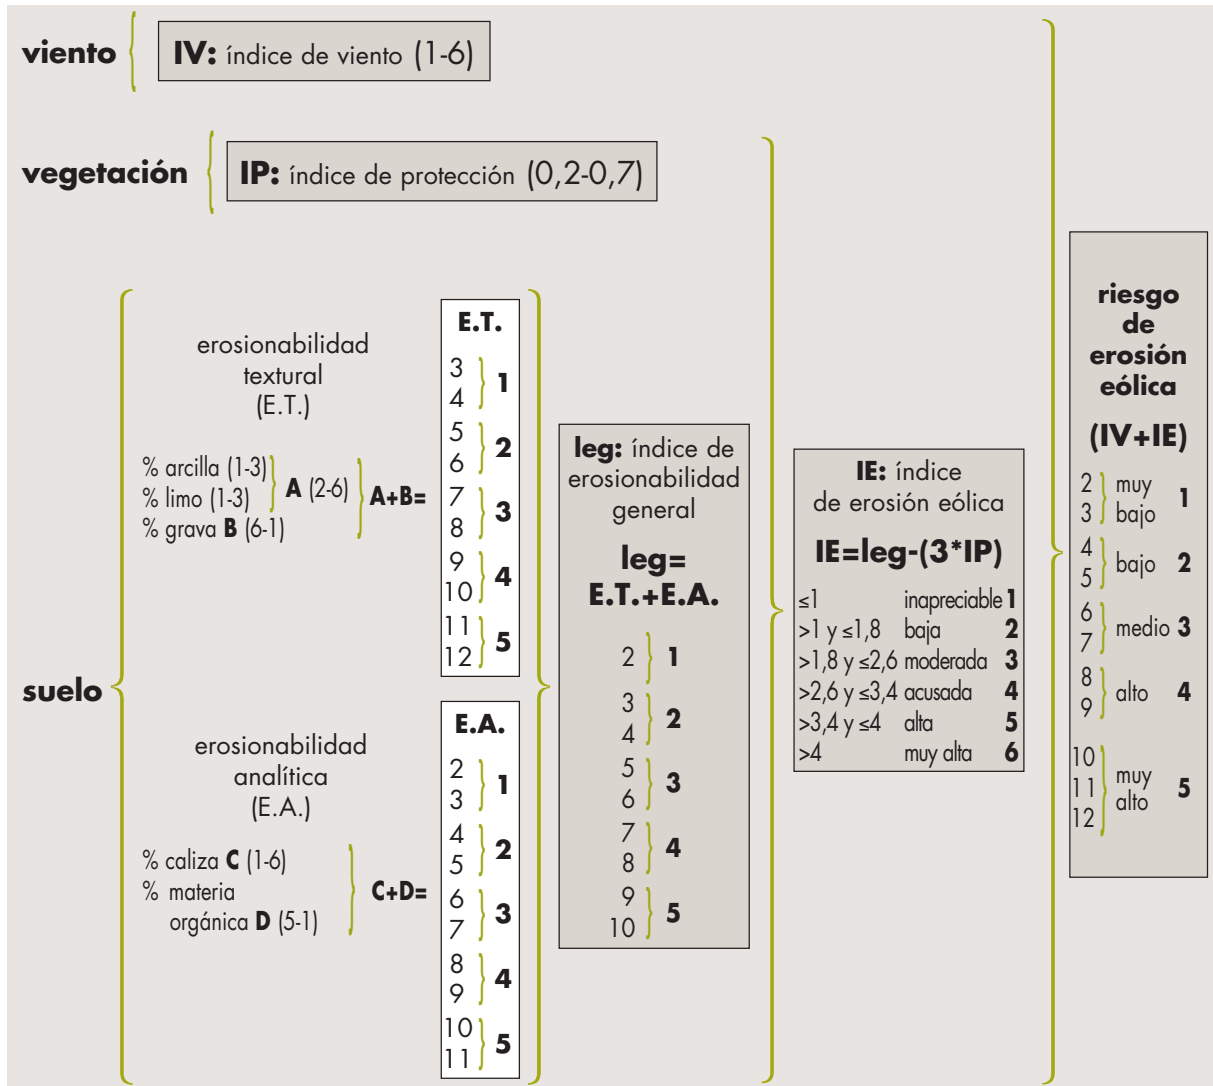 viento
IV: índice de viento (1-6)
vegetación
IP: índice de protección (0,2-0,7)
suelo
erosionabilidad
textural
(E.T.)
% arcilla (1-3)
% limo (1-3)
A (2-6)
% grava B (6-1)
A+B=
E.T.
3
4
1
5
6
2
7
8
3
9
10
4
11
12
5
erosionabilidad
analítica
(E.A.)
% caliza C (1-6)
% materia
orgánica D (5-1)
C+D=
E.A.
2
3
1
4
5
2
6
7
3
8
9
4
10
11
5
leg: índice de
erosionabilidad
general
leg=
E.T.+E.A.
2 1
3
4
2
5
6
3
7
8
4
9
10
5
IE: índice
de erosión eólica
IE=leg-(3*IP)
≤1 inapreciable 1
>1 y ≤1,8 baja 2
>1,8 y ≤2,6 moderada 3
>2,6 y ≤3,4 acusada 4
>3,4 y ≤4 alta 5
>4 muy alta 6
riesgo
de
erosión
eólica
(IV+IE)
2
3
muy
bajo
1
4
5
bajo 2
6
7
medio 3
8
9
alto 4
10
11
12
muy
alto
5